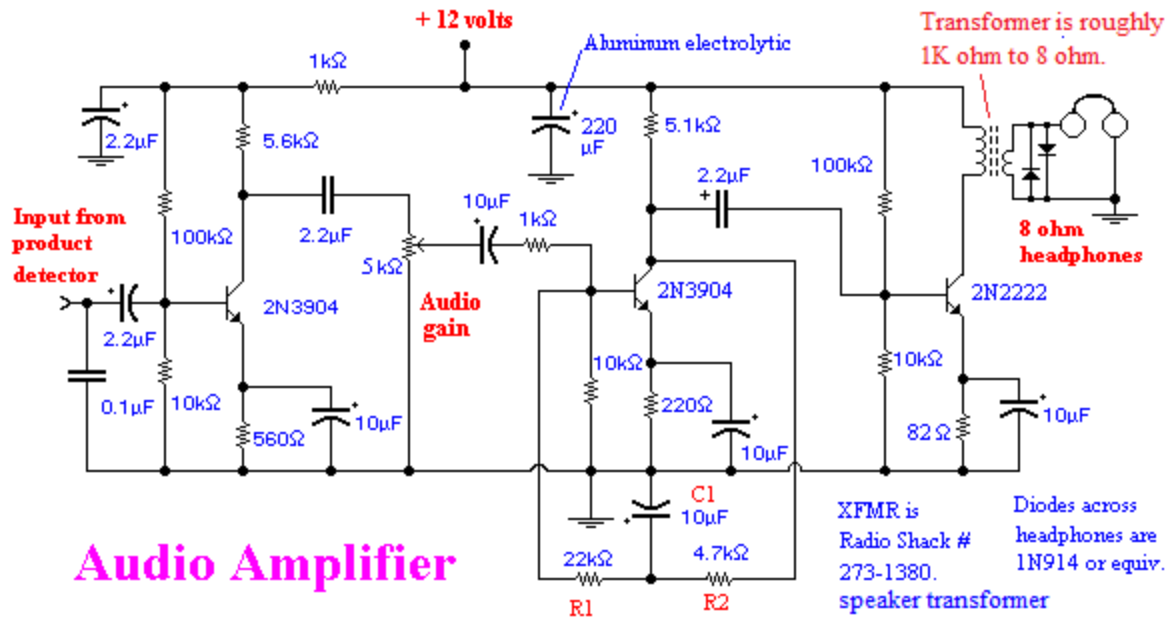 + 12 volts
Transformer is roughly
1K ohm to 8 ohm.
Aluminum electrolytic
1kΩ
2.2µF
5.6kΩ
220
µF
5.1kΩ
100kΩ
2.2µF
10µF
1kΩ
Input from
product
detector
100kΩ
2.2µF
5kΩ
8 ohm
headphones
2N3904
Audio
gain
2N3904
2N2222
2.2µF
0.1µF
10kΩ
10µF
560Ω
10kΩ
220Ω
10µF
10kΩ
82Ω
10µF
C1
10µF
XFMR is
Radio Shack #
273-1380.
speaker transformer
Diodes across
headphones are
1N914 or equiv.
Audio Amplifier
22kΩ
4.7kΩ
R1
R2